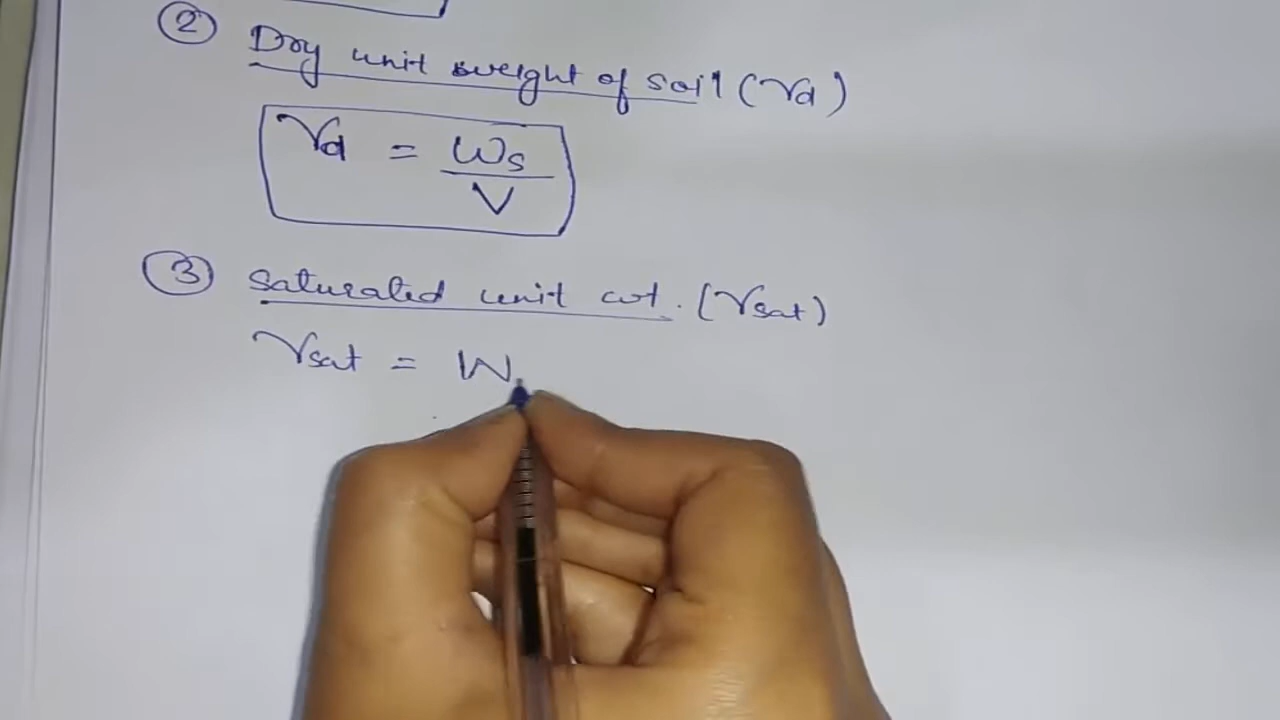 ② Dry unit weight of soil (γd)
γd = Ws / V
③ Saturated unit wt. (γsat)
γsat = W